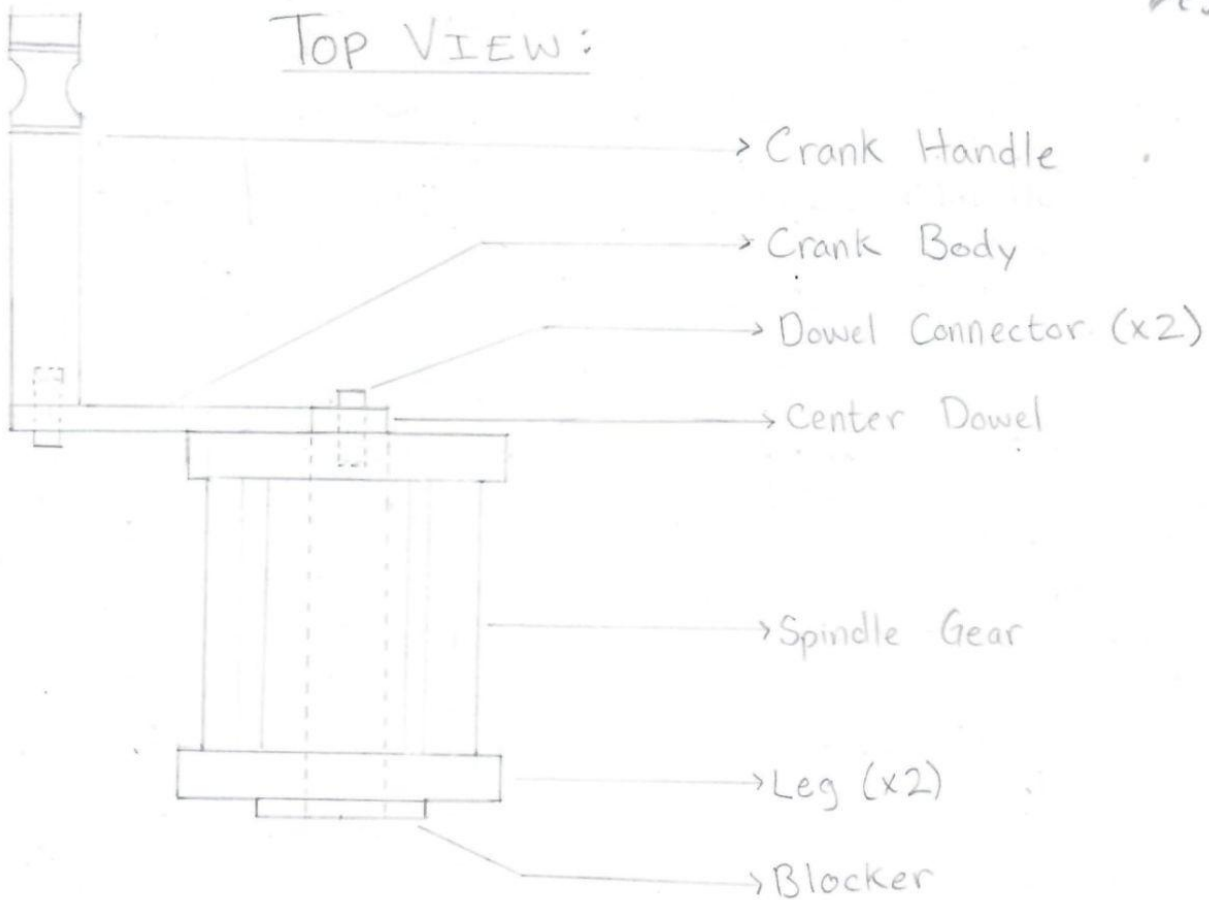 TOP VIEW:
Crank Handle
Crank Body
Dowel Connector (x2)
Center Dowel
Spindle Gear
Leg (x2)
Blocker